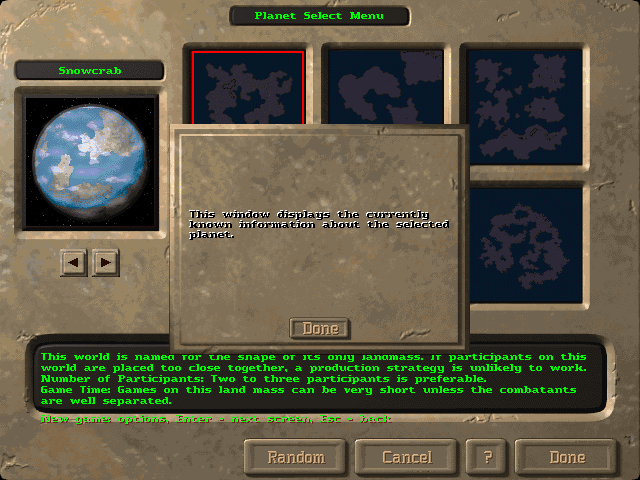 Planet Select Menu
Snowcrab
This window displays the currently
known information about the selected
planet.
Done
This world is named for the shape of its only landmass. If participants on this
world are placed too close together, a production strategy is unlikely to work.
Number of Participants: Two to three participants is preferable.
Game Time: Games on this land mass can be very short unless the combatants
are well separated.
New game: options, Enter - next screen, Esc - back
Random
Cancel
?
Done